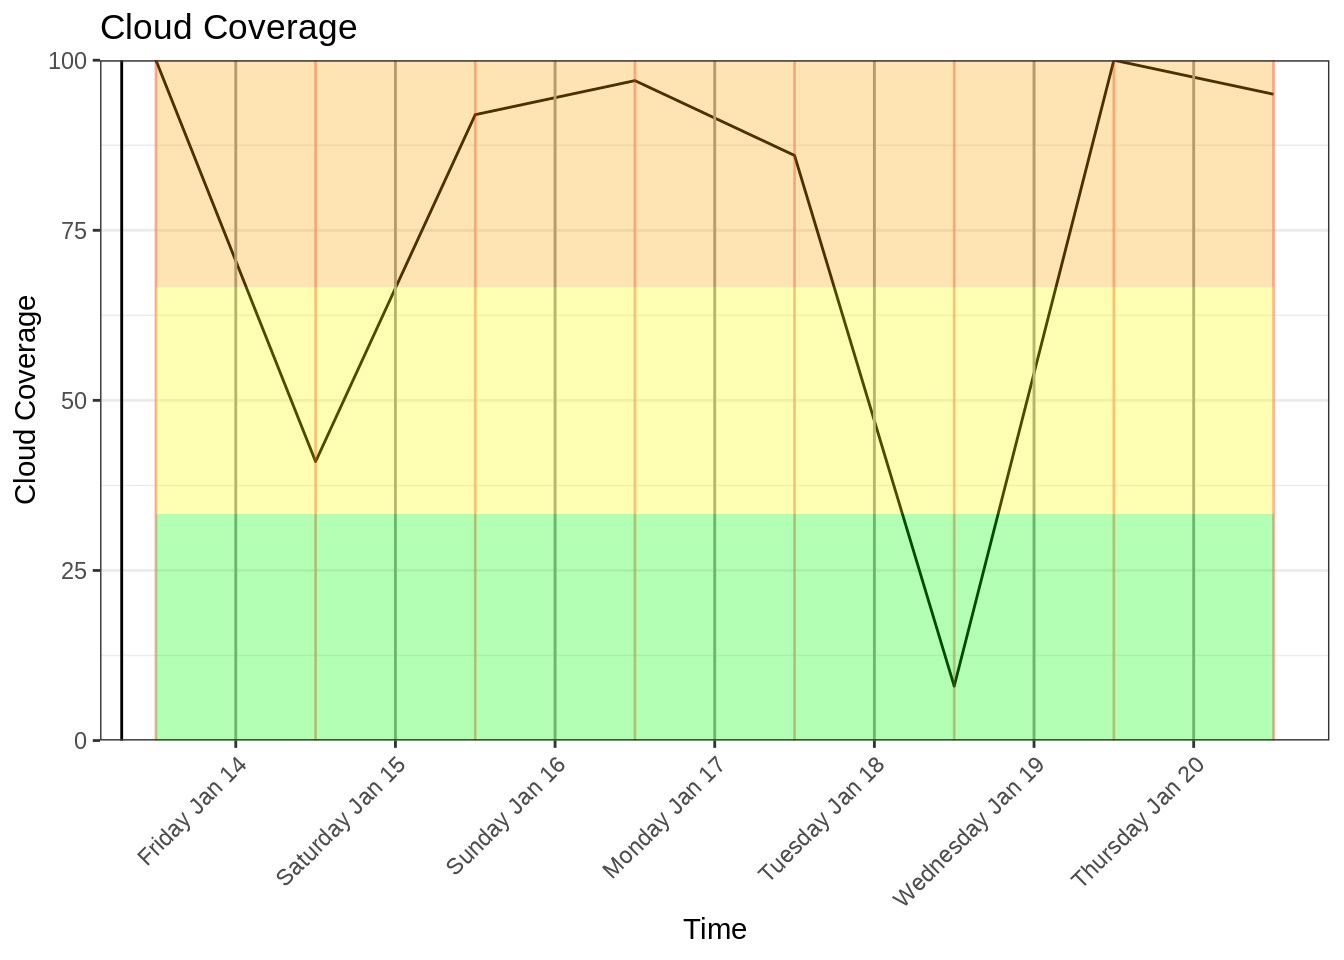 Cloud Coverage
Cloud Coverage
100
75
50
25
0
Friday Jan 14
Saturday Jan 15
Sunday Jan 16
Monday Jan 17
Tuesday Jan 18
Wednesday Jan 19
Thursday Jan 20
Time